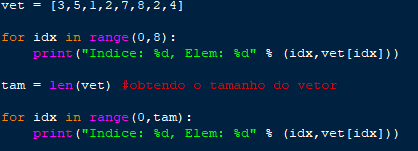 vet = [3,5,1,2,7,8,2,4]
for idx in range(0,8):
print("Indice: %d, Elem: %d" % (idx,vet[idx]))
tam = len(vet) #obtendo o tamanho do vetor
for idx in range(0,tam):
print("Indice: %d, Elem: %d" % (idx,vet[idx]))